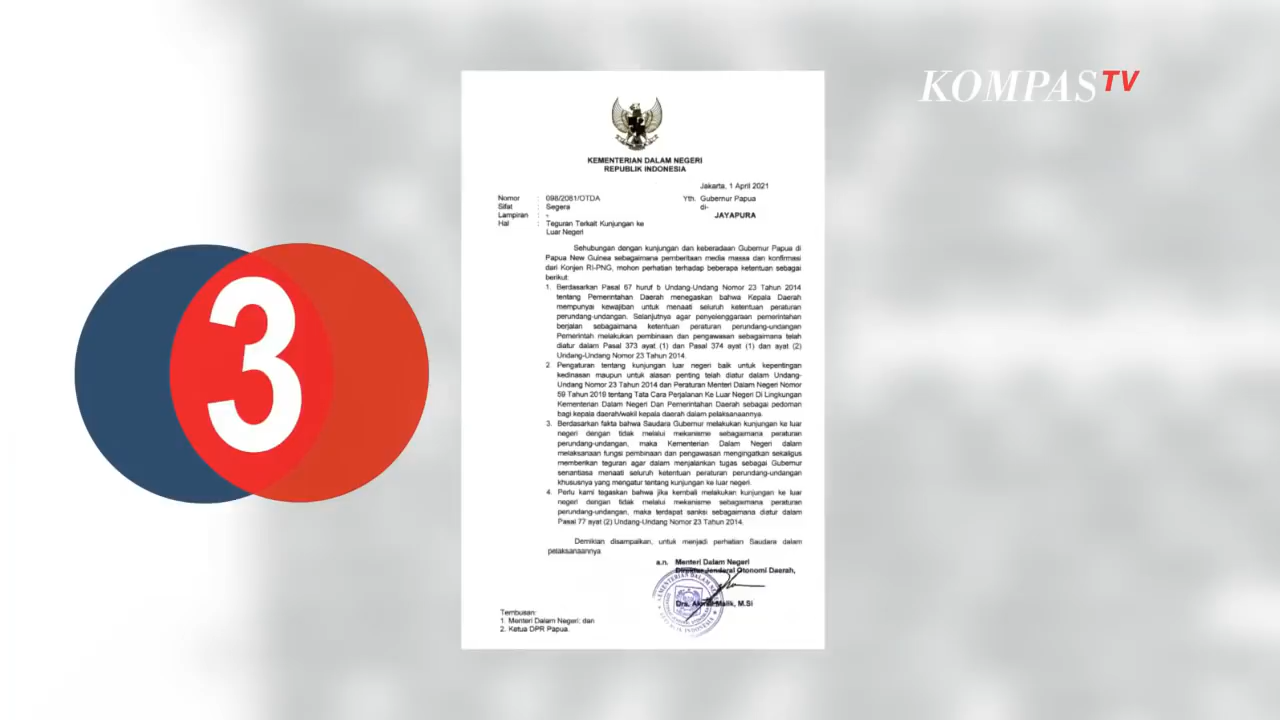 KOMPASTV
3
KEMENTERIAN DALAM NEGERI
REPUBLIK INDONESIA
Jakarta, 1 April 2021
Nomor : 098/2081/OTDA
Sifat : Segera
Lampiran : -
Hal : Teguran Terkait Kunjungan ke
Luar Negeri
Yth. Gubernur Papua
di-
JAYAPURA
Sehubungan dengan kunjungan dan keberadaan Gubernur Papua di
Papua New Guinea sebagaimana pemberitaan media massa dan konfirmasi
dari Konjen RI-PNG, mohon perhatian terhadap beberapa ketentuan sebagai
berikut:
1. Berdasarkan Pasal 67 huruf b Undang-Undang Nomor 23 Tahun 2014
tentang Pemerintahan Daerah menegaskan bahwa Kepala Daerah
mempunyai kewajiban untuk menaati seluruh ketentuan peraturan
perundang-undangan. Selanjutnya agar penyelenggaraan pemerintahan
berjalan sebagaimana ketentuan peraturan perundang-undangan
Pemerintah melakukan pembinaan dan pengawasan sebagaimana telah
diatur dalam Pasal 373 ayat (1) dan Pasal 374 ayat (1) dan ayat (2)
Undang-Undang Nomor 23 Tahun 2014.
2. Pengaturan tentang kunjungan luar negeri baik untuk kepentingan
kedinasan maupun untuk alasan penting telah diatur dalam Undang-
Undang Nomor 23 Tahun 2014 dan Peraturan Menteri Dalam Negeri Nomor
59 Tahun 2019 tentang Tata Cara Perjalanan Ke Luar Negeri Di Lingkungan
Kementerian Dalam Negeri Dan Pemerintahan Daerah sebagai pedoman
bagi kepala daerah/wakil kepala daerah dalam pelaksanaannya.
3. Berdasarkan fakta bahwa Saudara Gubernur melakukan kunjungan ke luar
negeri dengan tidak melalui mekanisme sebagaimana peraturan
perundang-undangan, maka Kementerian Dalam Negeri dalam
melaksanaan fungsi pembinaan dan pengawasan mengingatkan sekaligus
memberikan teguran agar dalam menjalankan tugas sebagai Gubernur
senantiasa menaati seluruh ketentuan peraturan perundang-undangan
khususnya yang mengatur tentang kunjungan ke luar negeri.
4. Perlu kami tegaskan bahwa jika kembali melakukan kunjungan ke luar
negeri dengan tidak melalui mekanisme sebagaimana peraturan
perundang-undangan, maka terdapat sanksi sebagaimana diatur dalam
Pasal 77 ayat (2) Undang-Undang Nomor 23 Tahun 2014.
Demikian disampaikan, untuk menjadi perhatian Saudara dalam
pelaksanaannya
a.n. Menteri Dalam Negeri
Direktur Jenderal Otonomi Daerah,
Drs. Akmal Malik, M.Si
Tembusan:
1. Menteri Dalam Negeri; dan
2. Ketua DPR Papua.